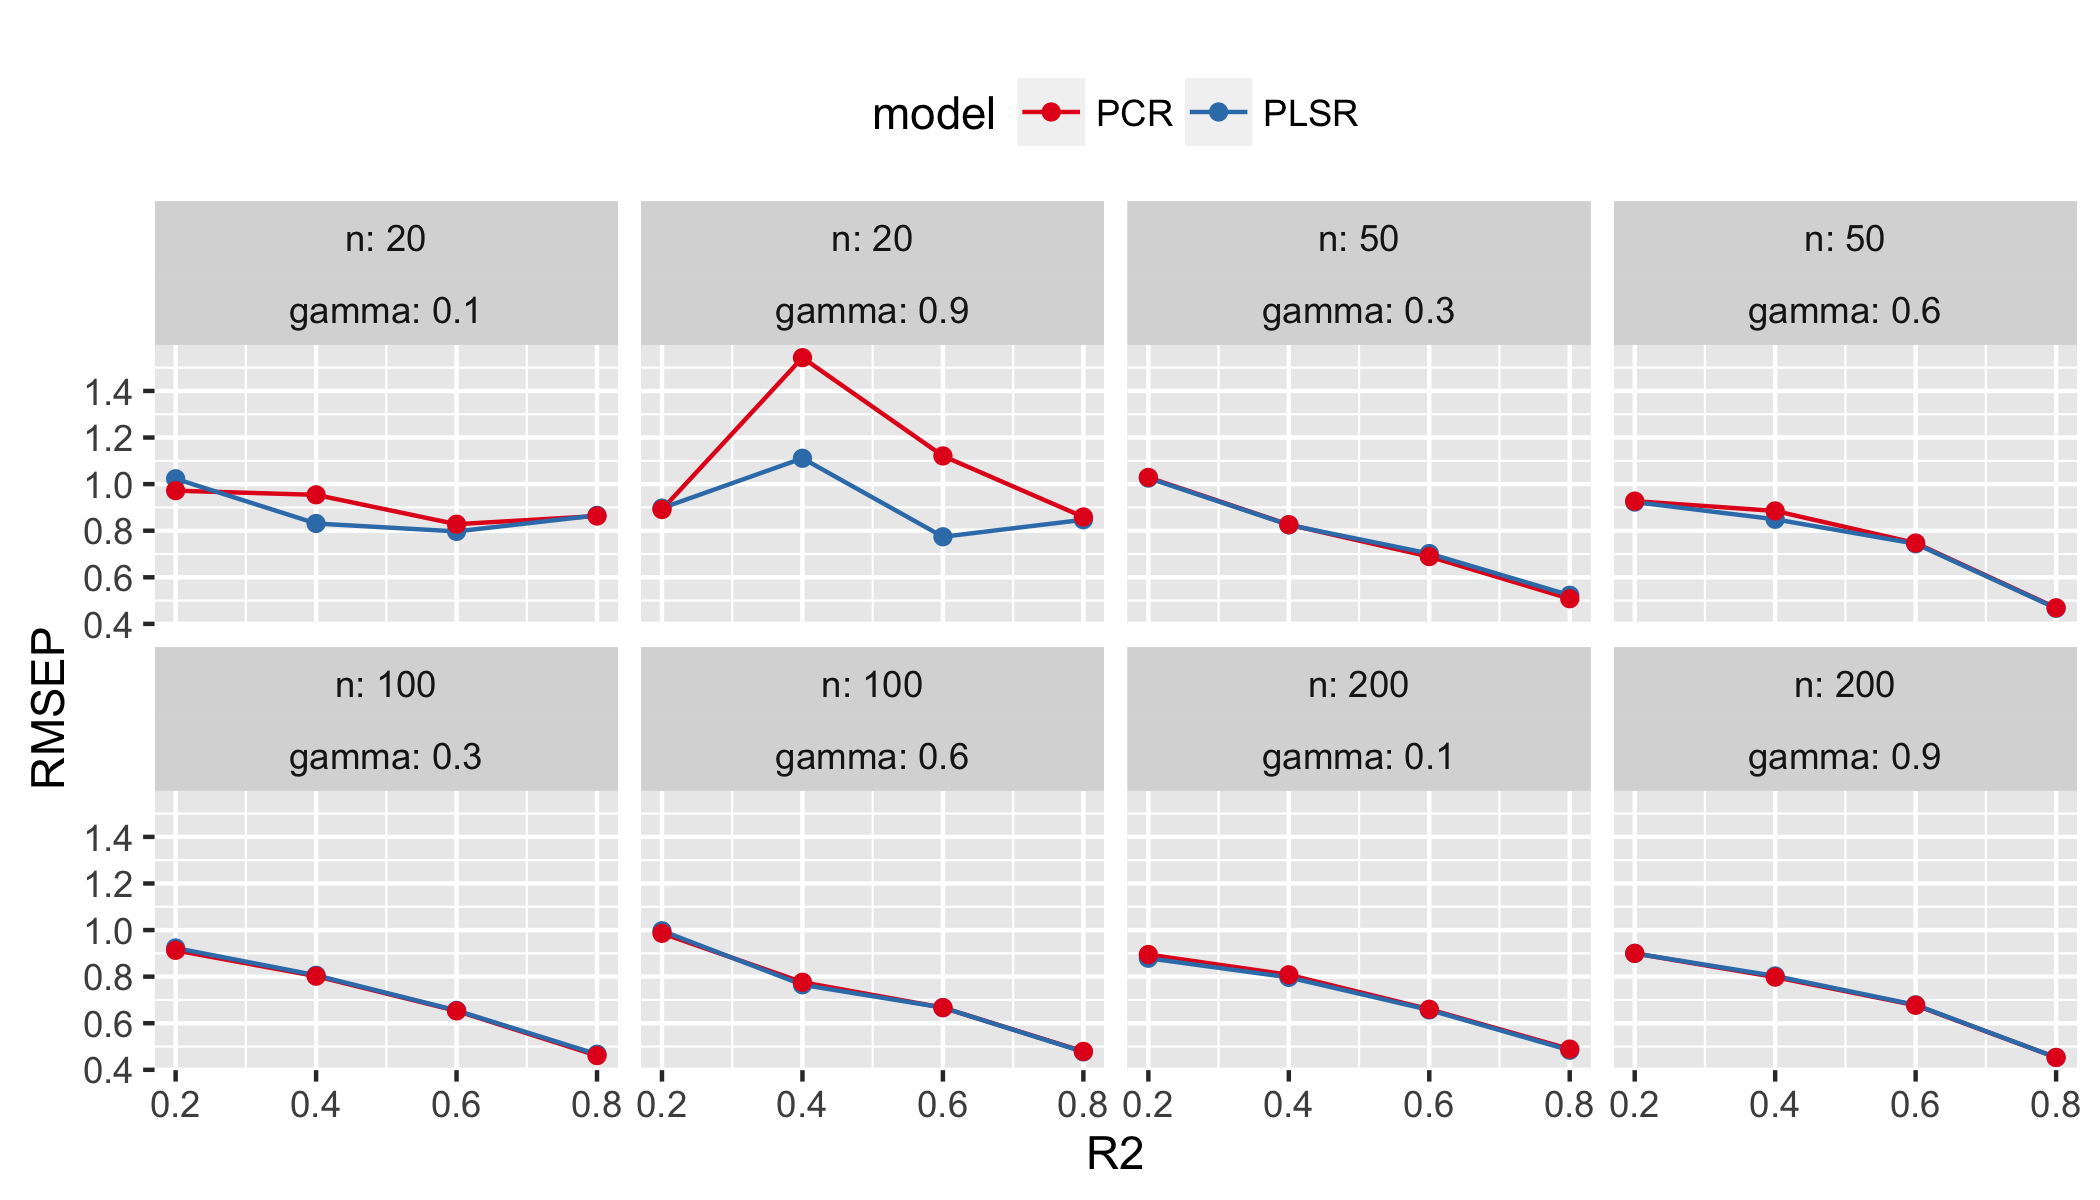 model PCR PLSR
n: 20 n: 20 n: 50 n: 50
gamma: 0.1 gamma: 0.9 gamma: 0.3 gamma: 0.6
1.4
1.2
1.0
0.8
0.6
0.4
RMSEP
n: 100 n: 100 n: 200 n: 200
gamma: 0.3 gamma: 0.6 gamma: 0.1 gamma: 0.9
1.4
1.2
1.0
0.8
0.6
0.4
0.2 0.4 0.6 0.8 0.2 0.4 0.6 0.8 0.2 0.4 0.6 0.8 0.2 0.4 0.6 0.8
R2